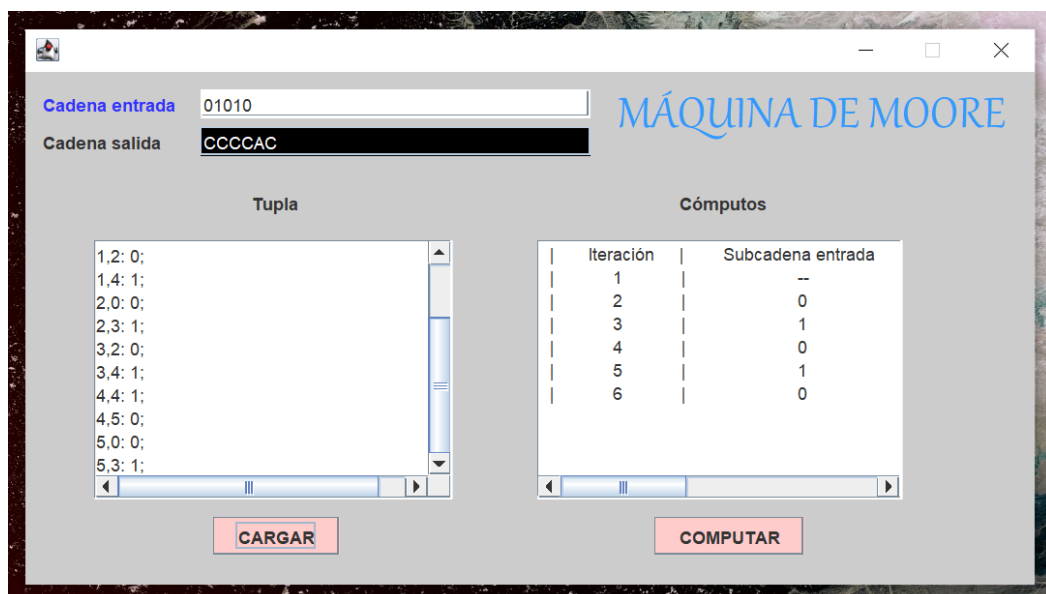 Cadena entrada 01010
MÁQUINA DE MOORE
Cadena salida CCCCAC
Tupla
1,2: 0;
1,4: 1;
2,0: 0;
2,3: 1;
3,2: 0;
3,4: 1;
4,4: 1;
4,5: 0;
5,0: 0;
5,3: 1;
CARGAR
Cómputos
| Iteración | Subcadena entrada
| 1 | --
| 2 | 0
| 3 | 1
| 4 | 0
| 5 | 1
| 6 | 0
COMPUTAR